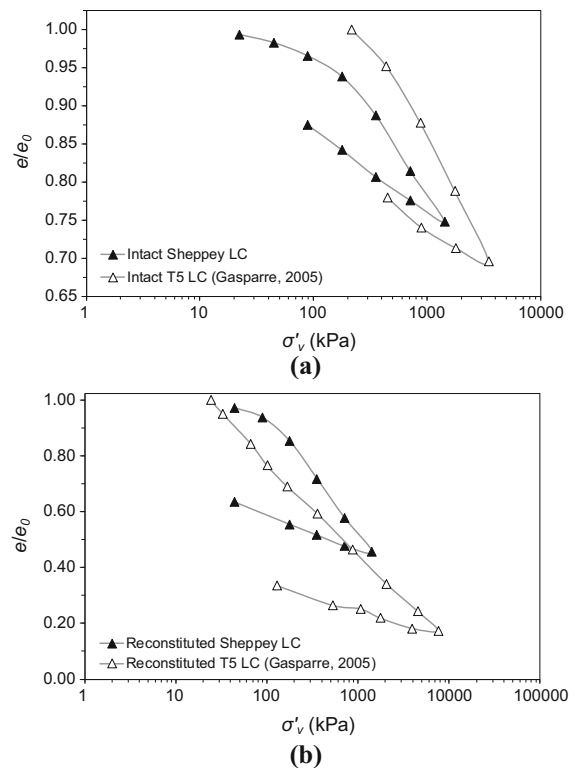 1.00
0.95
0.90
0.85
0.80
0.75
0.70
0.65
e/e0
Intact Sheppey LC
Intact T5 LC (Gasparre, 2005)
1 10 100 1000 10000
σ'v (kPa)
(a)
1.00
0.80
0.60
0.40
0.20
0.00
e/e0
Reconstituted Sheppey LC
Reconstituted T5 LC (Gasparre, 2005)
1 10 100 1000 10000 100000
σ'v (kPa)
(b)